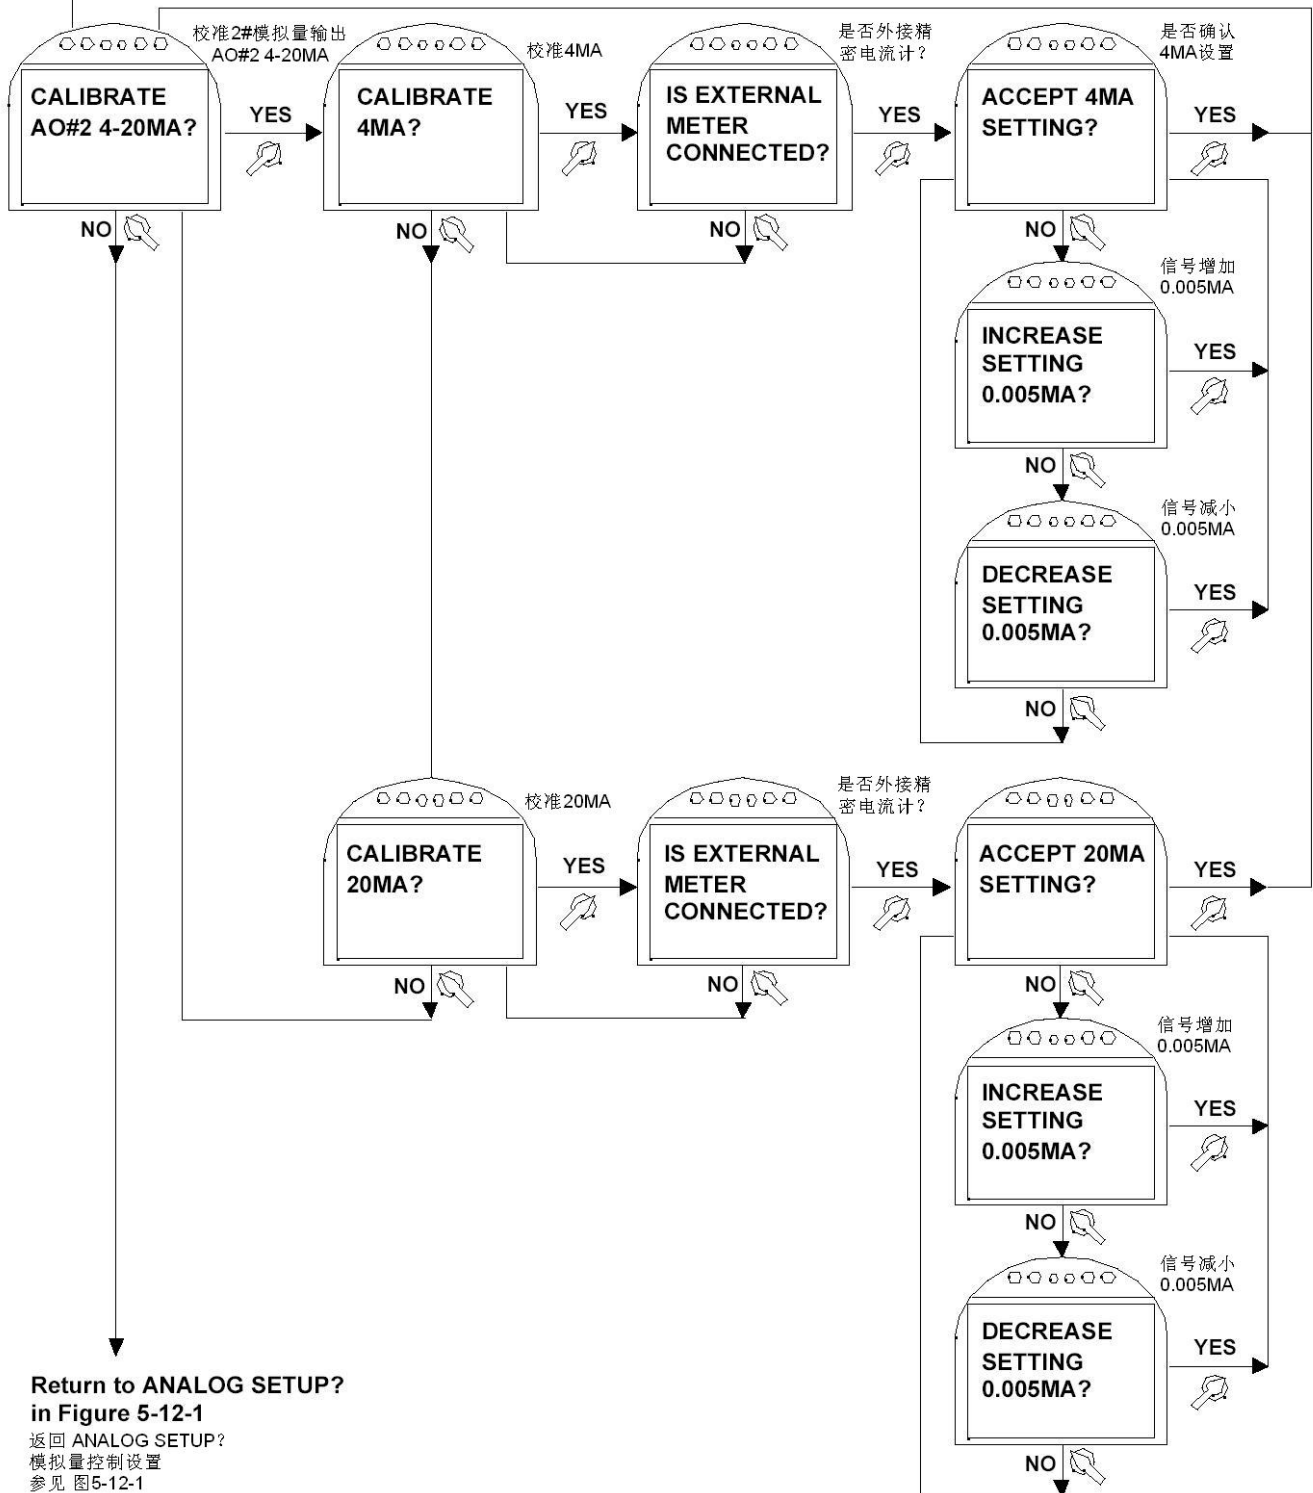 校准2#模拟量输出
AO#2 4-20MA
CALIBRATE
AO#2 4-20MA?
YES
NO
校准4MA
CALIBRATE
4MA?
YES
NO
是否外接精
密电流计?
IS EXTERNAL
METER
CONNECTED?
YES
NO
是否确认
4MA设置
ACCEPT 4MA
SETTING?
YES
NO
信号增加
0.005MA
INCREASE
SETTING
0.005MA?
YES
NO
信号减小
0.005MA
DECREASE
SETTING
0.005MA?
YES
NO
校准20MA
CALIBRATE
20MA?
YES
NO
是否外接精
密电流计?
IS EXTERNAL
METER
CONNECTED?
YES
NO
ACCEPT 20MA
SETTING?
YES
NO
信号增加
0.005MA
INCREASE
SETTING
0.005MA?
YES
NO
信号减小
0.005MA
DECREASE
SETTING
0.005MA?
YES
NO
Return to ANALOG SETUP?
in Figure 5-12-1
返回 ANALOG SETUP?
模拟量控制设置
参见 图5-12-1